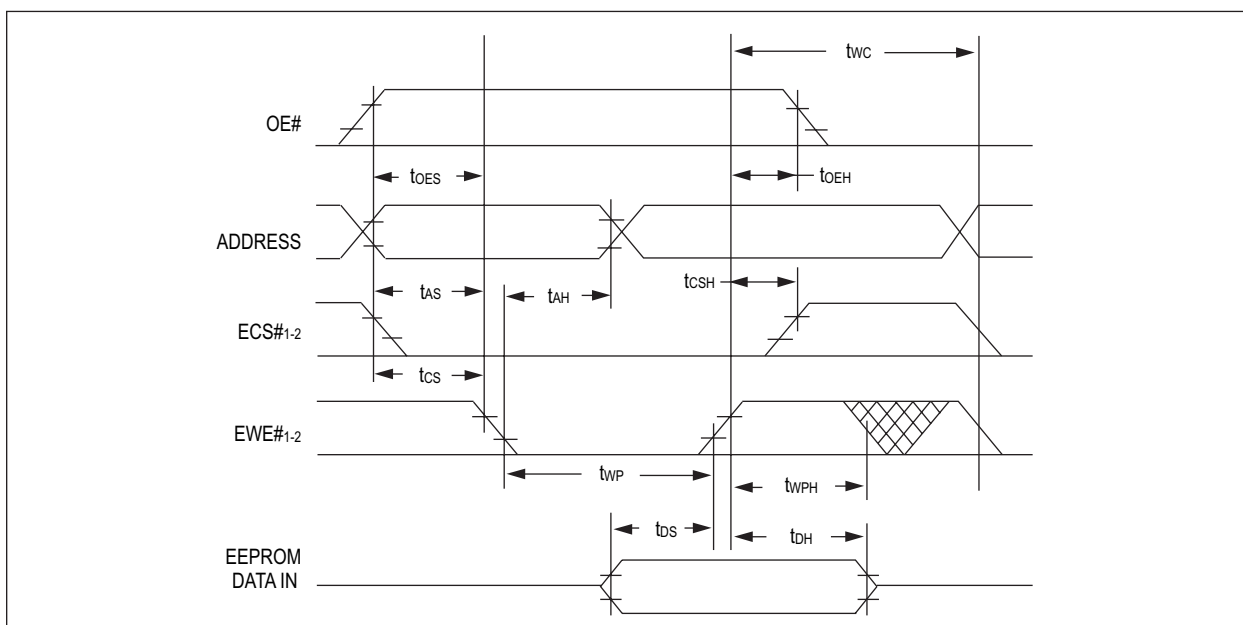 tWC
OE#
tOES
tOEH
ADDRESS
tCSH
tAS
tAH
ECS#1-2
tCS
EWE#1-2
tWP
tWPH
tDS
tDH
EEPROM
DATA IN